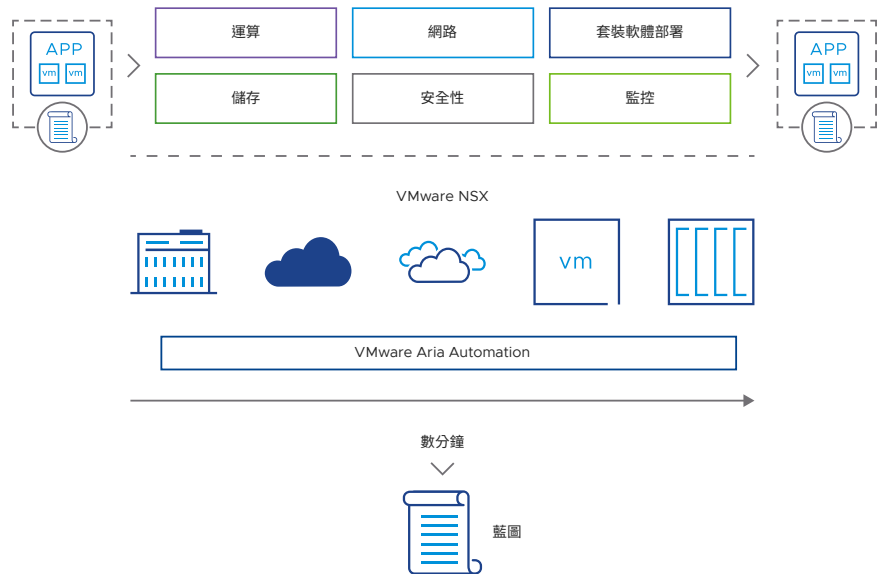 APP
vm vm
運算
網路
套裝軟體部署
儲存
安全性
監控
APP
vm vm
VMware NSX
vm
VMware Aria Automation
數分鐘
藍圖